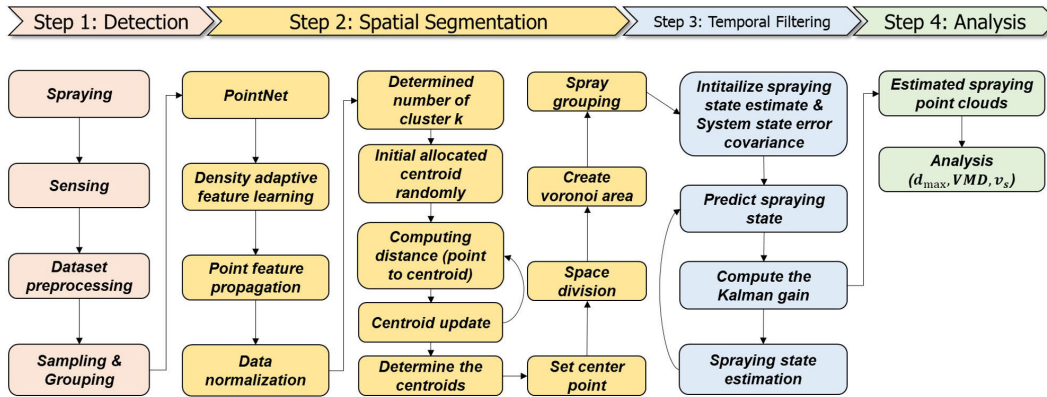 Step 1: Detection
Step 2: Spatial Segmentation
Step 3: Temporal Filtering
Step 4: Analysis
Spraying
Sensing
Dataset
preprocessing
Sampling &
Grouping
PointNet
Density adaptive
feature learning
Point feature
propagation
Data
normalization
Determined
number of
cluster k
Initial allocated
centroid
randomly
Computing
distance (point
to centroid)
Centroid update
Determine the
centroids
Spray
grouping
Create
voronoi area
Space
division
Set center
point
Intitailize spraying
state estimate &
System state error
covariance
Predict spraying
state
Compute the
Kalman gain
Spraying state
estimation
Estimated spraying
point clouds
Analysis
(d_max, VMD, v_s)